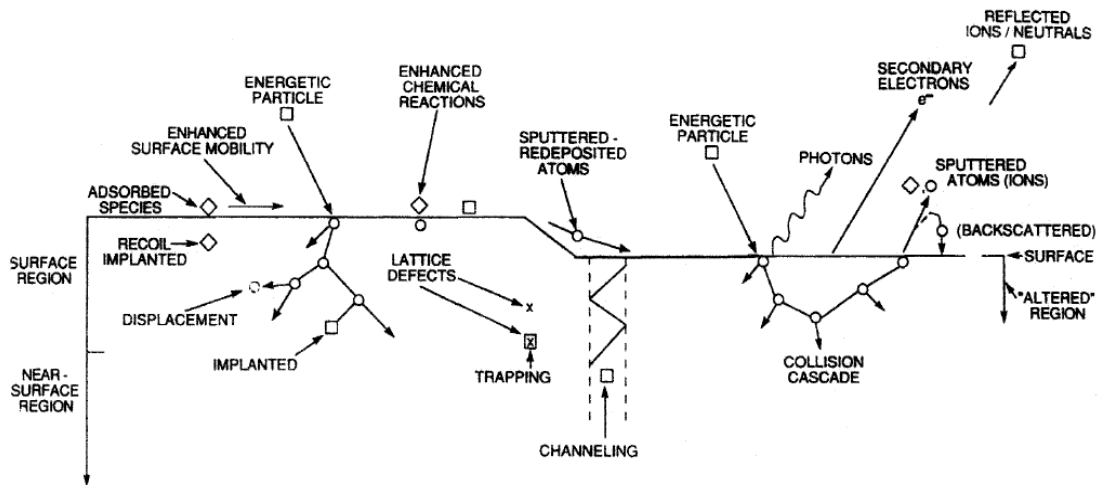 REFLECTED
IONS / NEUTRALS
SECONDARY
ELECTRONS
e-
ENHANCED
CHEMICAL
REACTIONS
ENERGETIC
PARTICLE
ENERGETIC
PARTICLE
ENHANCED
SURFACE MOBILITY
SPUTTERED -
REDEPOSITED
ATOMS
PHOTONS
SPUTTERED
ATOMS (IONS)
ADSORBED
SPECIES
(BACKSCATTERED)
RECOIL
IMPLANTED
SURFACE
SURFACE
REGION
LATTICE
DEFECTS
x
"ALTERED"
REGION
DISPLACEMENT
x
IMPLANTED
TRAPPING
COLLISION
CASCADE
NEAR -
SURFACE
REGION
CHANNELING